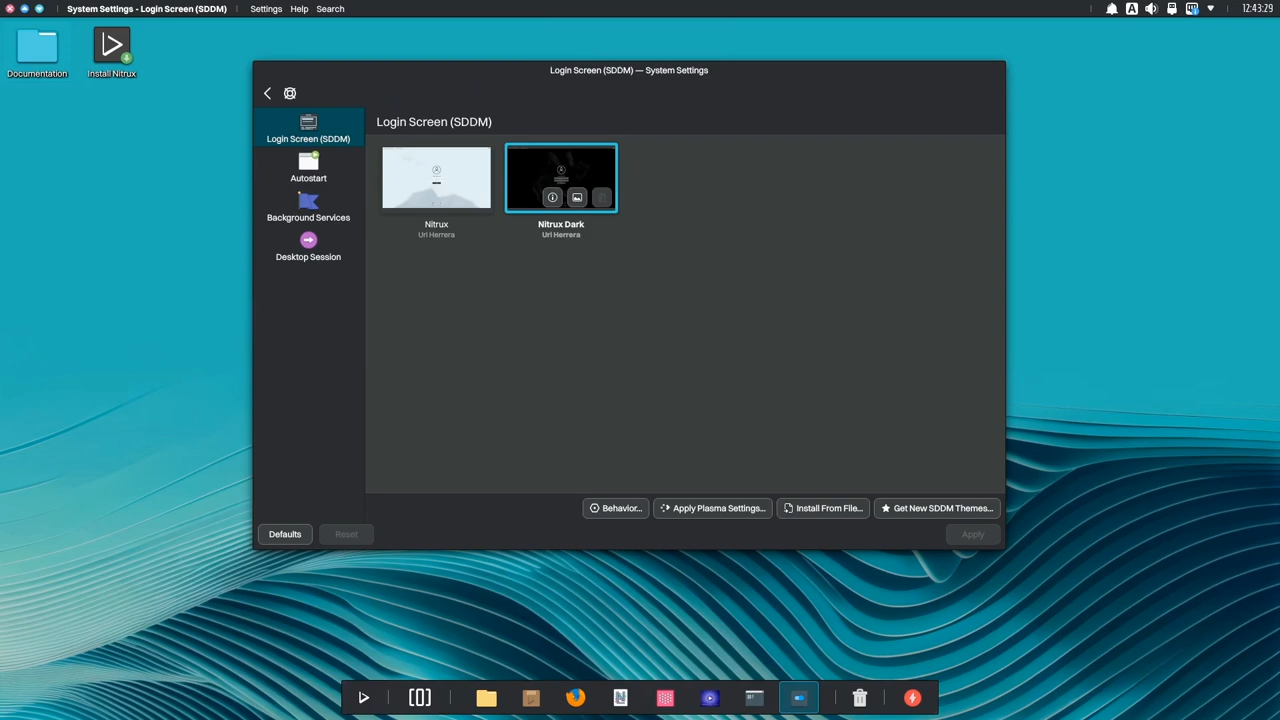 System Settings - Login Screen (SDDM) Settings Help Search 12:43:29
Documentation
Install Nitrux
Login Screen (SDDM) — System Settings
Login Screen (SDDM)
Autostart
Background Services
Desktop Session
Login Screen (SDDM)
Nitrux
Uri Herrera
Nitrux Dark
Uri Herrera
Behavior... Apply Plasma Settings... Install From File... Get New SDDM Themes...
Defaults Reset Apply